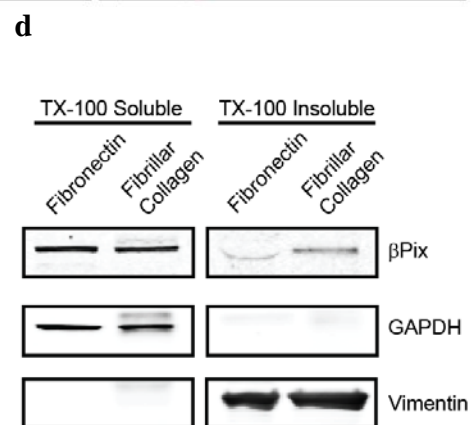 d
TX-100 Soluble TX-100 Insoluble
Fibronectin
Fibrillar
Collagen
Fibronectin
Fibrillar
Collagen
βPix
GAPDH
Vimentin